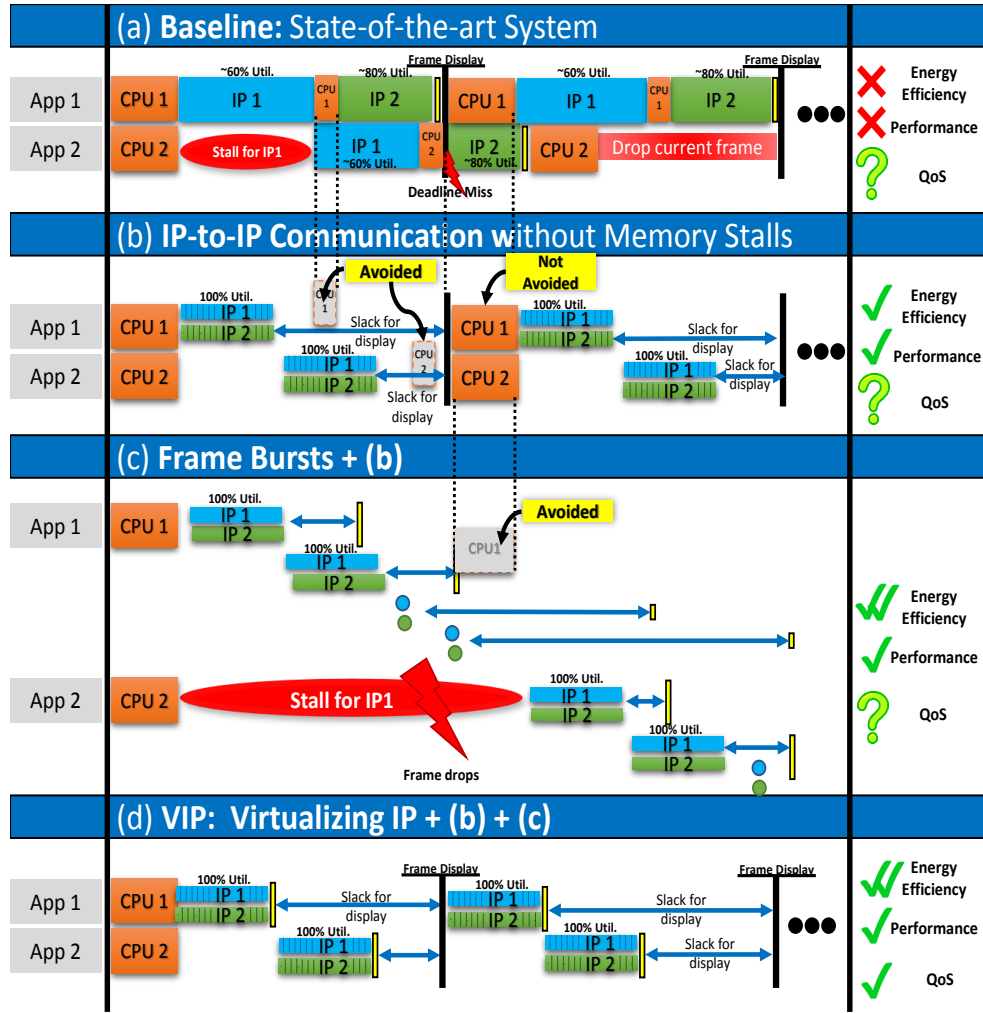 (a) Baseline: State-of-the-art System
Frame Display
Frame Display
~60% Util.
~80% Util.
~60% Util.
~80% Util.
App 1
CPU 1
IP 1
CPU 1
IP 2
CPU 1
IP 1
CPU 1
IP 2
Energy Efficiency
Performance
App 2
CPU 2
Stall for IP1
IP 1
~60% Util.
CPU 2
IP 2
~80% Util.
CPU 2
Drop current frame
QoS
Deadline Miss
(b) IP-to-IP Communication without Memory Stalls
Avoided
Not Avoided
App 1
CPU 1
100% Util.
IP 1
IP 2
CPU 1
Slack for display
CPU 1
100% Util.
IP 1
IP 2
Slack for display
Energy Efficiency
Performance
App 2
CPU 2
100% Util.
IP 1
IP 2
CPU 2
Slack for display
CPU 2
100% Util.
IP 1
IP 2
Slack for display
QoS
(c) Frame Bursts + (b)
App 1
CPU 1
100% Util.
IP 1
IP 2
100% Util.
IP 1
IP 2
Avoided
CPU1
Energy Efficiency
Performance
App 2
CPU 2
Stall for IP1
Frame drops
100% Util.
IP 1
IP 2
100% Util.
IP 1
IP 2
QoS
(d) VIP: Virtualizing IP + (b) + (c)
Frame Display
Frame Display
App 1
CPU 1
100% Util.
IP 1
IP 2
Slack for display
100% Util.
IP 1
IP 2
Slack for display
Energy Efficiency
Performance
App 2
CPU 2
100% Util.
IP 1
IP 2
100% Util.
IP 1
IP 2
Slack for display
QoS